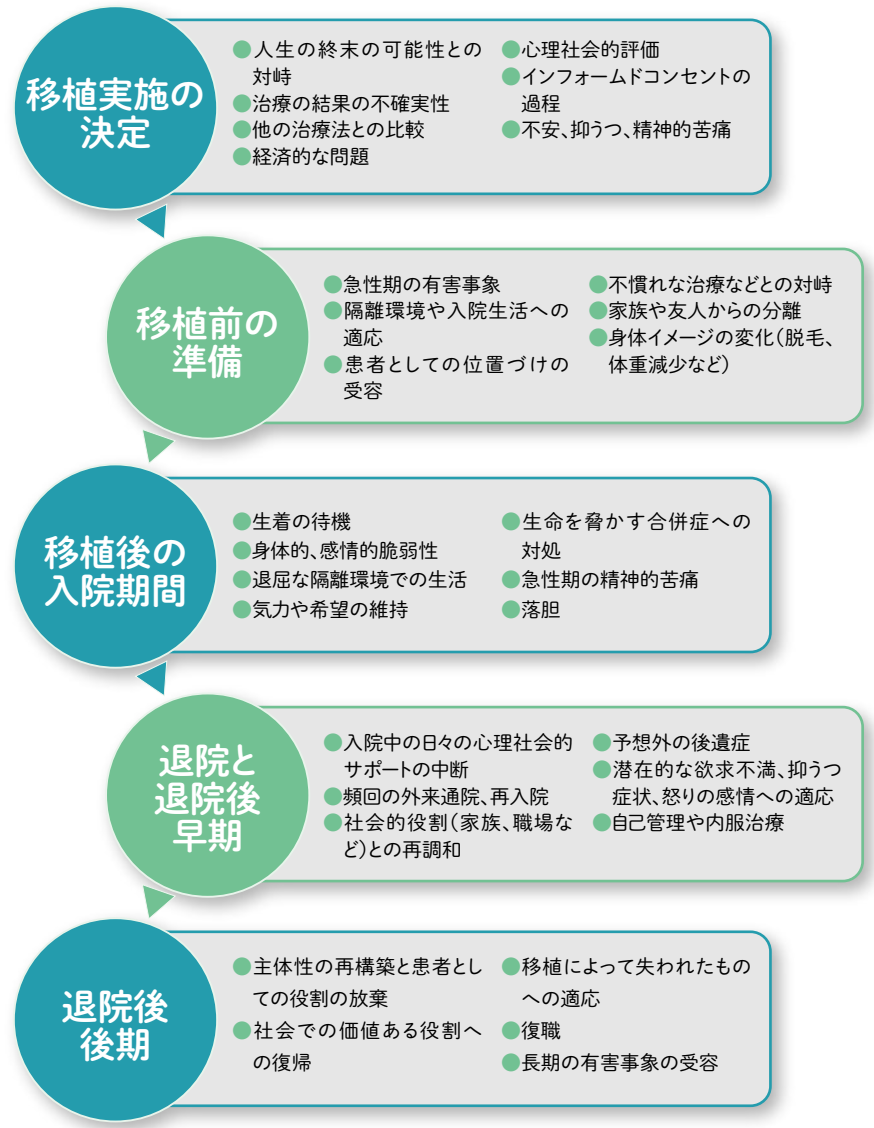 移植実施の
決定
●人生の終末の可能性との
対峙
●治療の結果の不確実性
●他の治療法との比較
●経済的な問題
●心理社会的評価
●インフォームドコンセントの
過程
●不安、抑うつ、精神的苦痛
移植前の
準備
●急性期の有害事象
●隔離環境や入院生活への
適応
●患者としての位置づけの
受容
●不慣れな治療などとの対峙
●家族や友人からの分離
●身体イメージの変化(脱毛、
体重減少など)
移植後の
入院期間
●生着の待機
●身体的、感情的脆弱性
●退屈な隔離環境での生活
●気力や希望の維持
●生命を脅かす合併症への
対処
●急性期の精神的苦痛
●落胆
退院と
退院後
早期
●入院中の日々の心理社会的
サポートの中断
●頻回の外来通院、再入院
●社会的役割(家族、職場な
ど)との再調和
●予想外の後遺症
●潜在的な欲求不満、抑うつ
症状、怒りの感情への適応
●自己管理や内服治療
退院後
後期
●主体性の再構築と患者とし
ての役割の放棄
●社会での価値ある役割へ
の復帰
●移植によって失われたもの
への適応
●復職
●長期の有害事象の受容